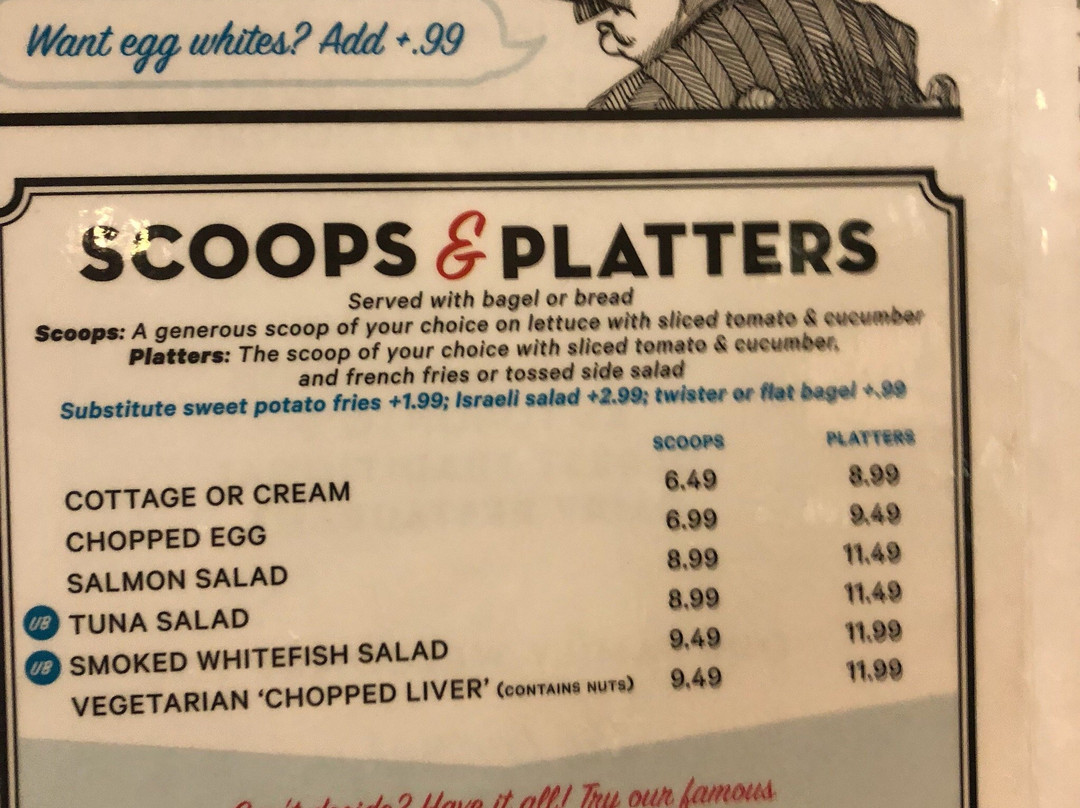 Want egg whites? Add +.99
SCOOPS & PLATTERS
Served with bagel or bread
Scoops: A generous scoop of your choice on lettuce with sliced tomato & cucumber
Platters: The scoop of your choice with sliced tomato & cucumber,
and french fries or tossed side salad
Substitute sweet potato fries +1.99; Israeli salad +2.99; twister or flat bagel +.99
SCOOPS PLATTERS
COTTAGE OR CREAM 6.49 8.99
CHOPPED EGG 6.99 9.49
SALMON SALAD 8.99 11.49
UB TUNA SALAD 8.99 11.49
UB SMOKED WHITEFISH SALAD 9.49 11.99
VEGETARIAN ‘CHOPPED LIVER’ (CONTAINS NUTS) 9.49 11.99
Can't decide? Have it all! Try our famous